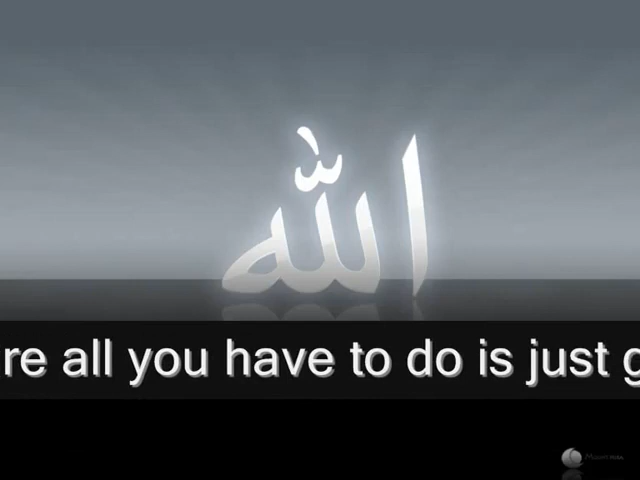 الله
re all you have to do is just g